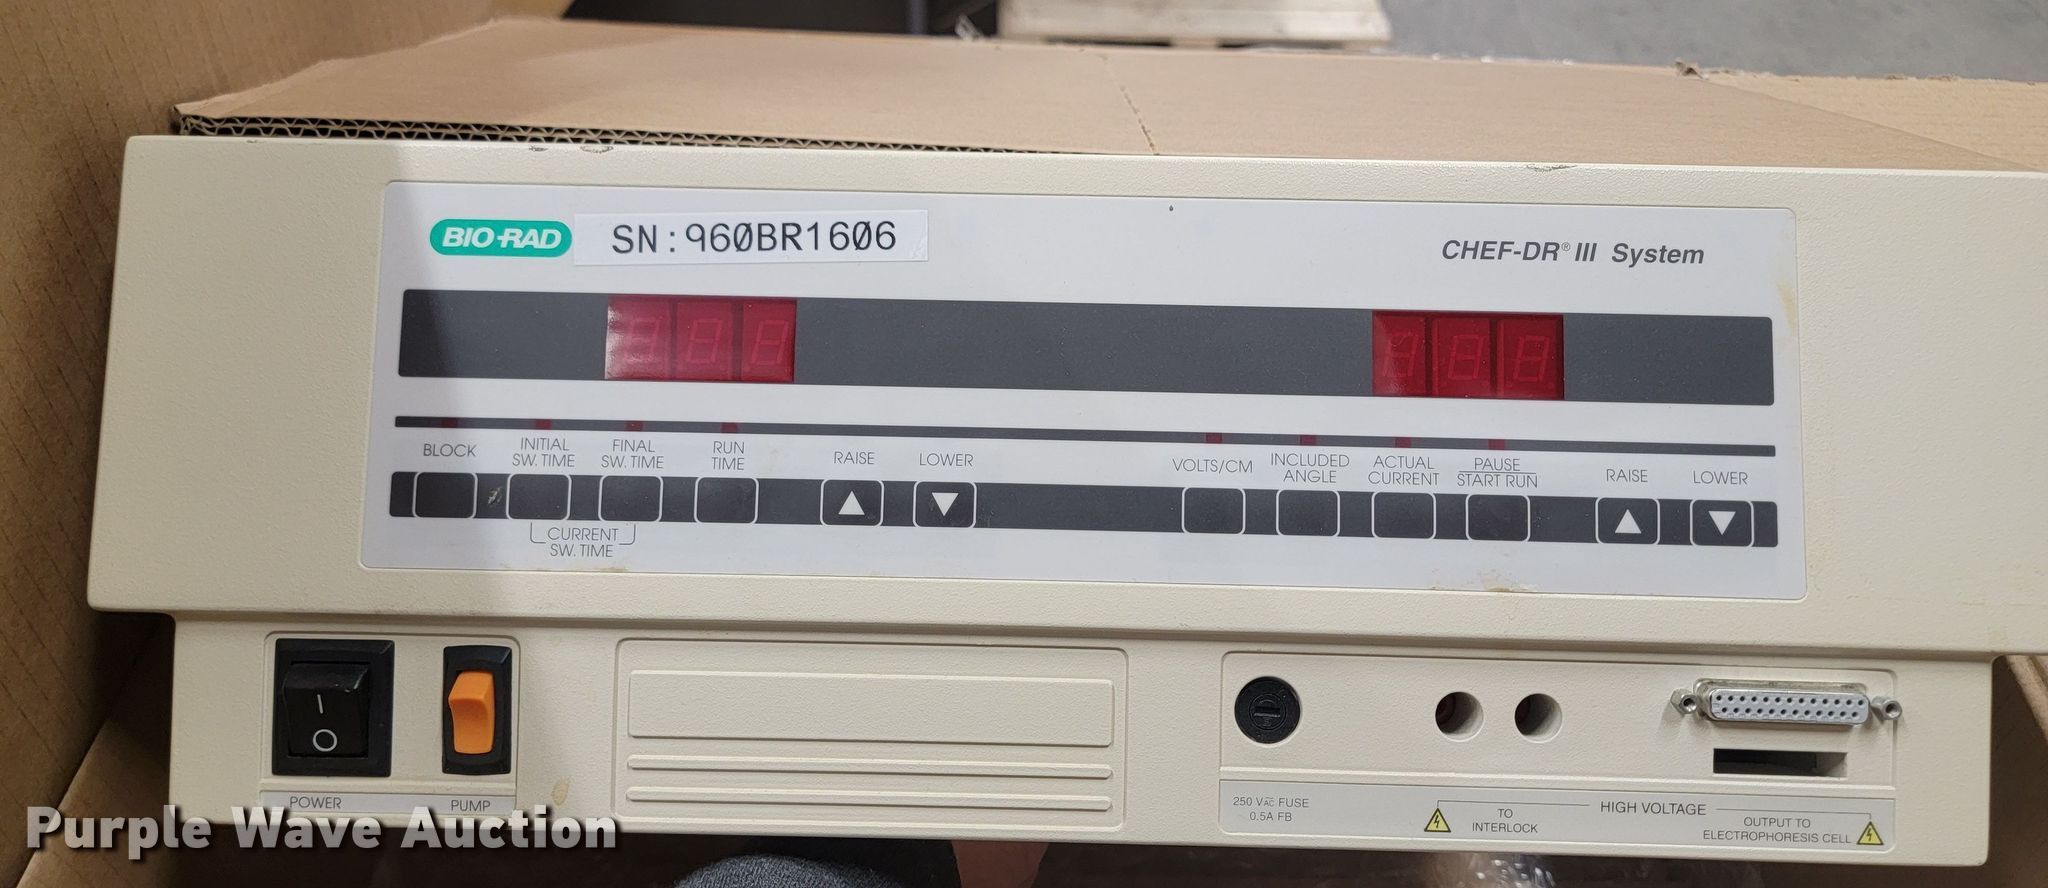 BIO-RAD
SN:960BR1606
CHEF-DR® III System
BLOCK
INITIAL
SW. TIME
FINAL
SW. TIME
RUN
TIME
RAISE
LOWER
CURRENT
SW. TIME
VOLTS/CM
INCLUDED
ANGLE
ACTUAL
CURRENT
PAUSE
START RUN
RAISE
LOWER
POWER
PUMP
250 VAC FUSE
0.5A FB
TO
INTERLOCK
HIGH VOLTAGE
OUTPUT TO
ELECTROPHORESIS CELL
Purple Wave Auction